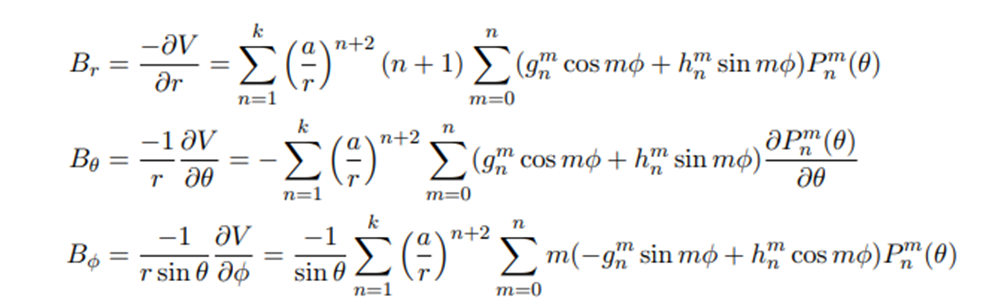 B_r = \frac{-\partial V}{\partial r} = \sum_{n=1}^{k} \left(\frac{a}{r}\right)^{n+2} (n+1) \sum_{m=0}^{n} (g_n^m \cos m\phi + h_n^m \sin m\phi) P_n^m(\theta)
B_\theta = \frac{-1}{r} \frac{\partial V}{\partial \theta} = -\sum_{n=1}^{k} \left(\frac{a}{r}\right)^{n+2} \sum_{m=0}^{n} (g_n^m \cos m\phi + h_n^m \sin m\phi) \frac{\partial P_n^m(\theta)}{\partial \theta}
B_\phi = \frac{-1}{r \sin \theta} \frac{\partial V}{\partial \phi} = \frac{-1}{\sin \theta} \sum_{n=1}^{k} \left(\frac{a}{r}\right)^{n+2} \sum_{m=0}^{n} m(-g_n^m \sin m\phi + h_n^m \cos m\phi) P_n^m(\theta)